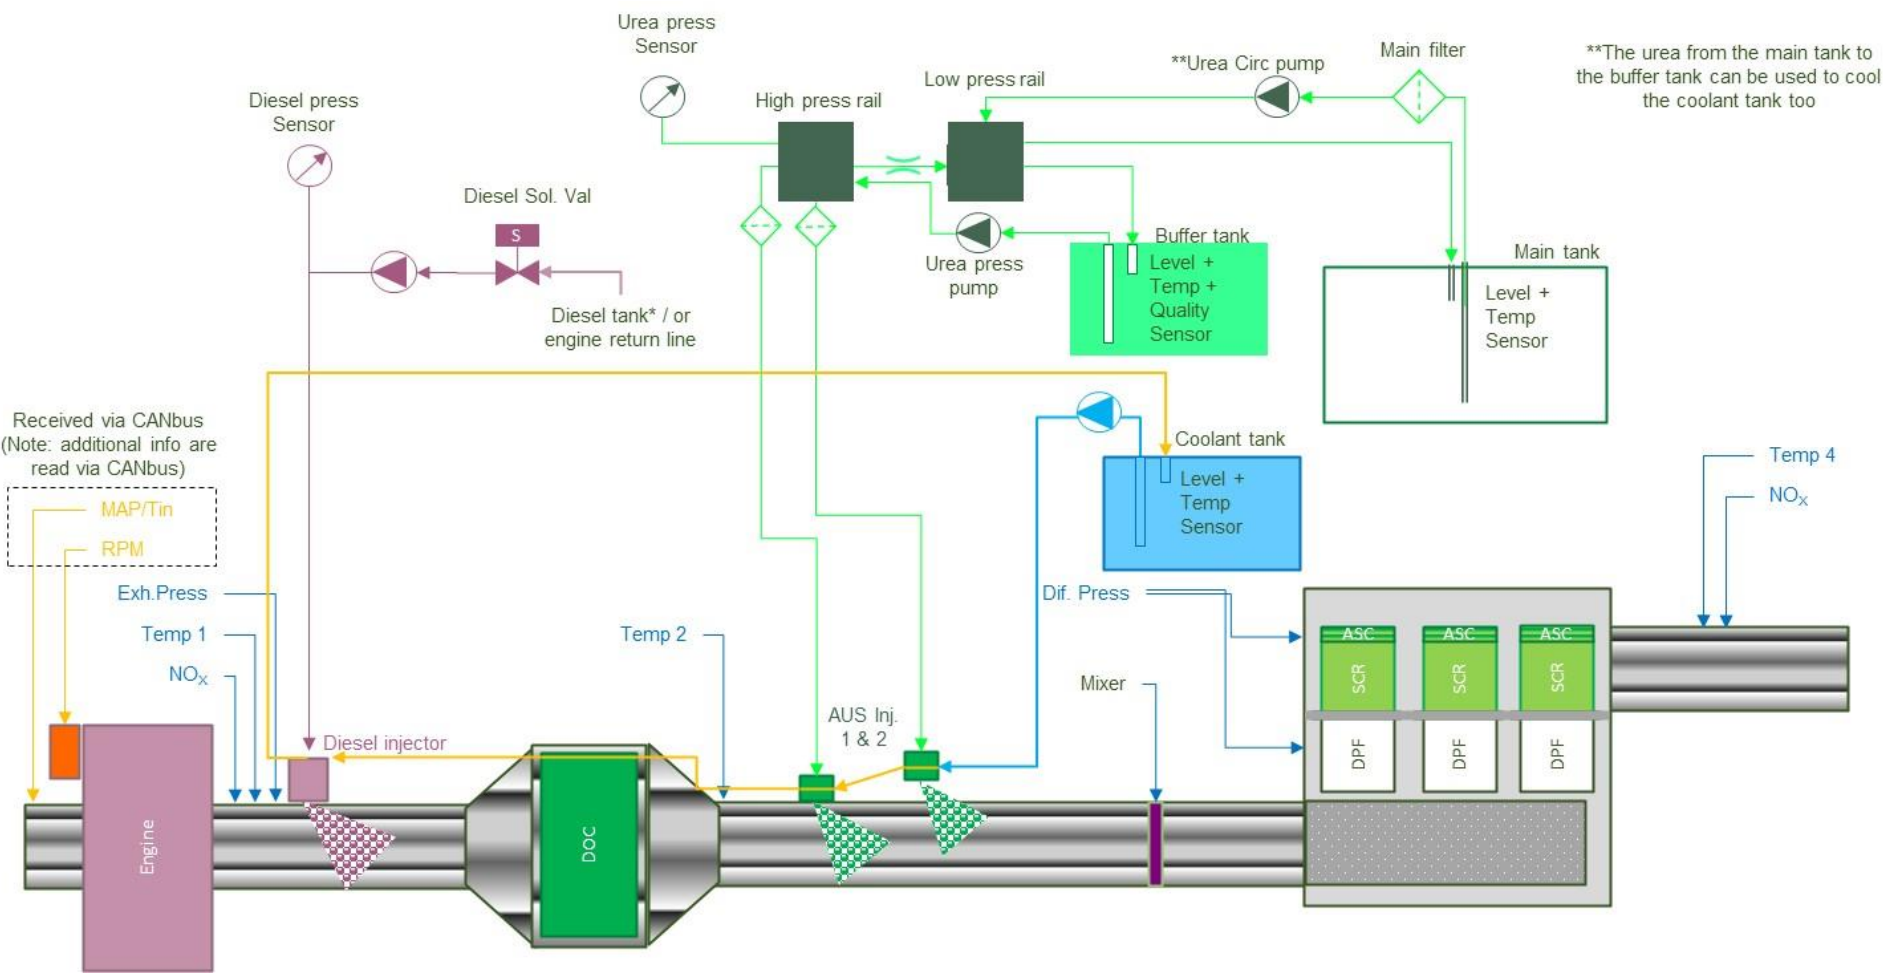 Urea press
Sensor
Diesel press
Sensor
High press rail
Low press rail
**Urea Circ pump
Main filter
**The urea from the main tank to
the buffer tank can be used to cool
the coolant tank too
Diesel Sol. Val
S
Diesel tank* / or
engine return line
Urea press
pump
Buffer tank
Level +
Temp +
Quality
Sensor
Main tank
Level +
Temp
Sensor
Received via CANbus
(Note: additional info are
read via CANbus)
MAP/Tin
RPM
Coolant tank
Level +
Temp
Sensor
Temp 4
NOX
Exh.Press
Temp 1
NOX
Temp 2
Dif. Press
Mixer
AUS Inj.
1 & 2
Diesel injector
ASC
ASC
ASC
SCR
SCR
SCR
DPF
DPF
DPF
Engine
DOC